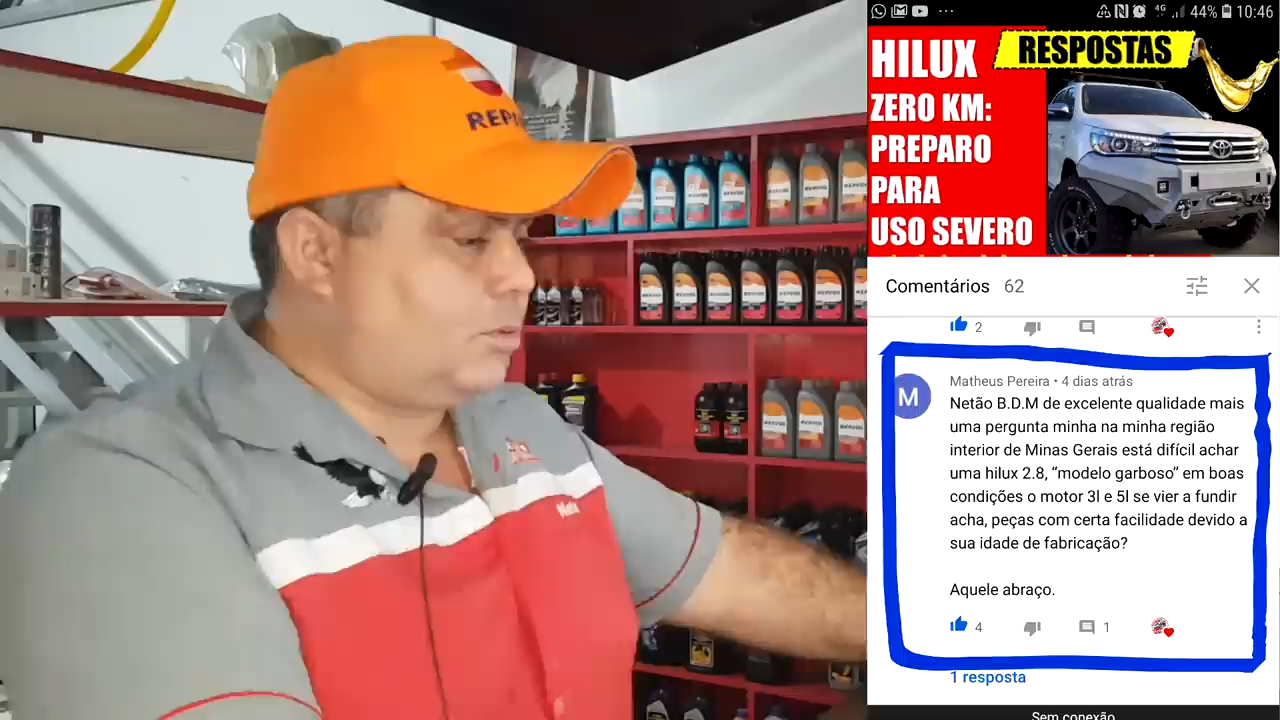 REPS
44% 10:46
4G
HILUX
RESPOSTAS
ZERO KM:
PREPARO
PARA
USO SEVERO
Comentários 62
2
M
Matheus Pereira • 4 dias atrás
Netão B.D.M de excelente qualidade mais
uma pergunta minha na minha região
interior de Minas Gerais está difícil achar
uma hilux 2.8, “modelo garboso” em boas
condições o motor 3l e 5l se vier a fundir
acha, peças com certa facilidade devido a
sua idade de fabricação?
Aquele abraço.
4
1
1 resposta
Sem conexão